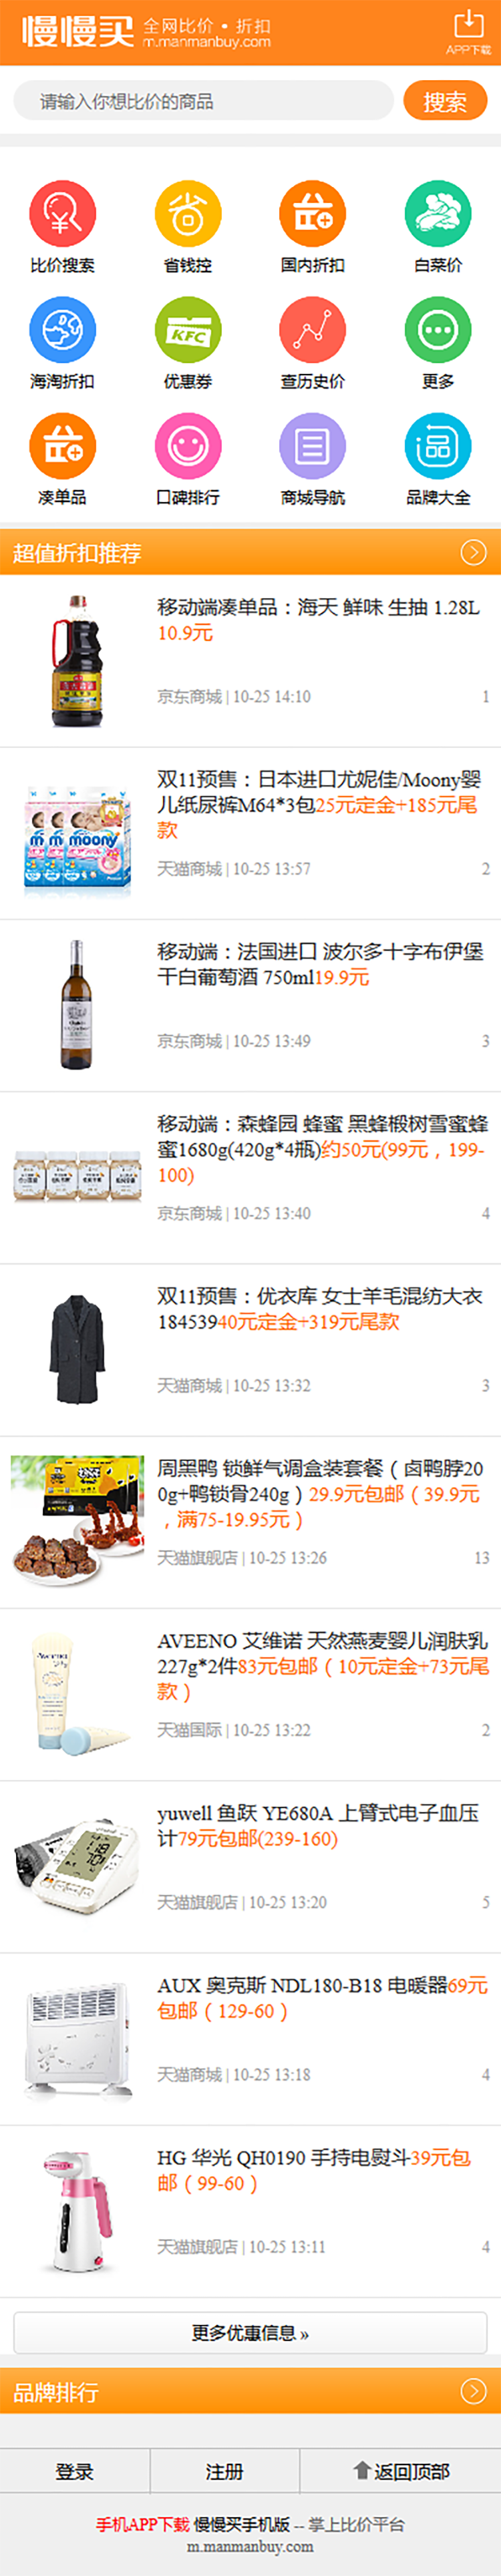 慢慢买 全网比价·折扣
m.manmanbuy.com
APP下载
请输入你想比价的商品
搜索
比价搜索
省
省钱控
国内折扣
白菜价
海淘折扣
KFC
优惠券
查历史价
更多
凑单品
口碑排行
商城导航
品
品牌大全
超值折扣推荐
移动端凑单品：海天 鲜味 生抽 1.28L
10.9元
京东商城 | 10-25 14:10
1
moony
双11预售：日本进口尤妮佳/Moony婴
儿纸尿裤M64*3包25元定金+185元尾
款
天猫商城 | 10-25 13:57
2
移动端：法国进口 波尔多十字布伊堡
干白葡萄酒 750ml19.9元
京东商城 | 10-25 13:49
3
移动端：森蜂园 蜂蜜 黑蜂椴树雪蜜蜂
蜜1680g(420g*4瓶)约50元(99元，199-
100)
京东商城 | 10-25 13:40
4
双11预售：优衣库 女士羊毛混纺大衣
18453940元定金+319元尾款
天猫商城 | 10-25 13:32
3
周黑鸭 锁鲜气调盒装套餐（卤鸭脖20
0g+鸭锁骨240g）29.9元包邮（39.9元
，满75-19.95元）
天猫旗舰店 | 10-25 13:26
13
Aveeno
AVEENO 艾维诺 天然燕麦婴儿润肤乳
227g*2件83元包邮（10元定金+73元尾
款）
天猫国际 | 10-25 13:22
2
yuwell 鱼跃 YE680A 上臂式电子血压
计79元包邮(239-160)
天猫旗舰店 | 10-25 13:20
5
AUX 奥克斯 NDL180-B18 电暖器69元
包邮（129-60）
天猫商城 | 10-25 13:18
4
HG 华光 QH0190 手持电熨斗39元包
邮（99-60）
天猫旗舰店 | 10-25 13:11
4
更多优惠信息 »
品牌排行
登录
注册
返回顶部
手机APP下载 慢慢买手机版 -- 掌上比价平台
m.manmanbuy.com